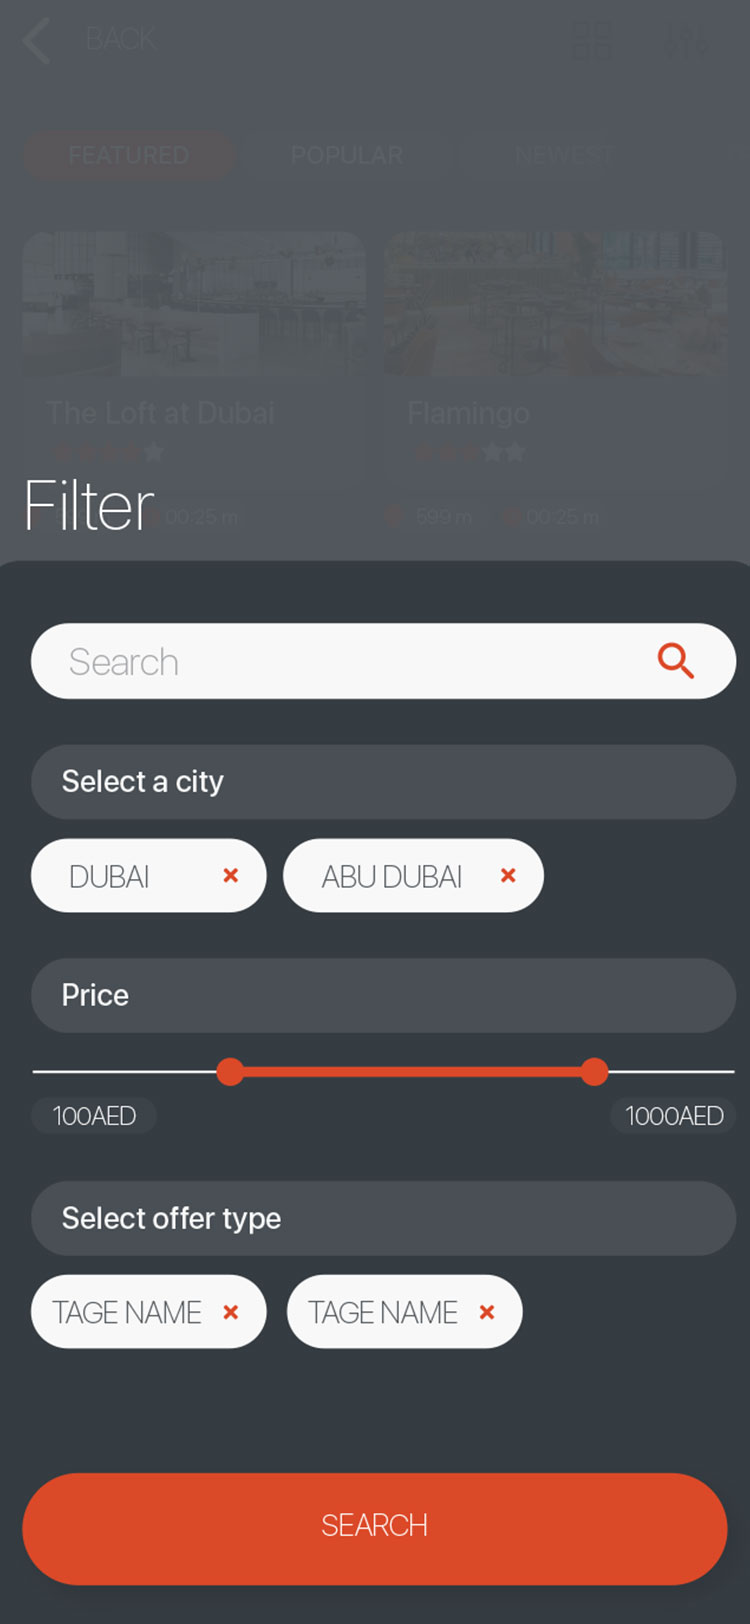 BACK
FEATURED POPULAR NEWEST
The Loft at Dubai Flamingo
00:25 m 599 m 00:25 m
Filter
Search
Select a city
DUBAI ABU DUBAI
Price
100AED 1000AED
Select offer type
TAGE NAME TAGE NAME
SEARCH